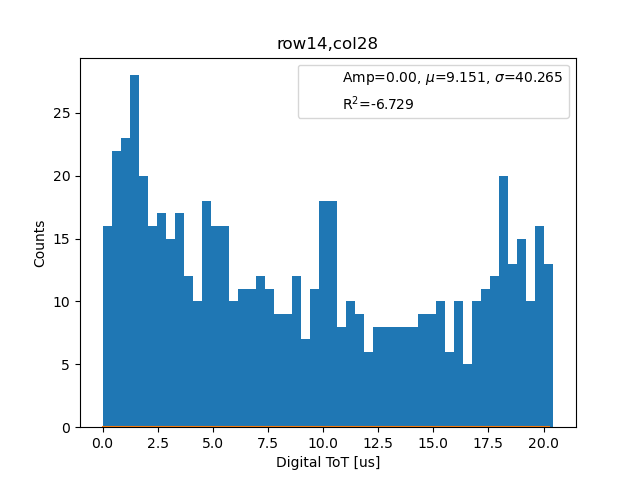 row14,col28
Amp=0.00, μ=9.151, σ=40.265
R²=-6.729
Counts
25
20
15
10
5
0
0.0 2.5 5.0 7.5 10.0 12.5 15.0 17.5 20.0
Digital ToT [us]